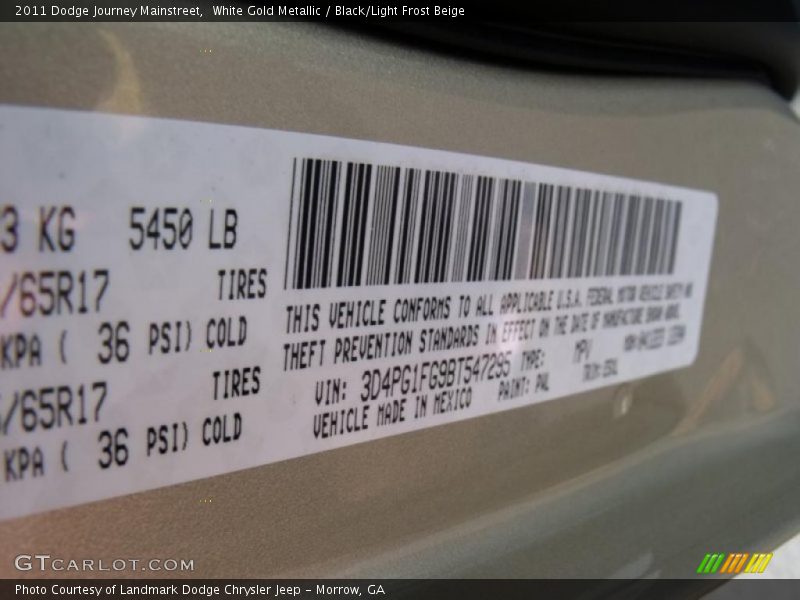 2011 Dodge Journey Mainstreet,  White Gold Metallic / Black/Light Frost Beige
3 KG 5450 LB
/65R17 TIRES
KPA ( 36 PSI) COLD
/65R17 TIRES
KPA ( 36 PSI) COLD
THIS VEHICLE CONFORMS TO ALL APPLICABLE U.S.A. FEDERAL MOTOR VEHICLE SAFETY AND
THEFT PREVENTION STANDARDS IN EFFECT ON THE DATE OF MANUFACTURE SHOWN ABOVE.
VIN: 3D4PG1FG9BT547295 TYPE: MPV
VEHICLE MADE IN MEXICO PAINT: PWL TRIM:
GTCARLOT.COM
Photo Courtesy of Landmark Dodge Chrysler Jeep – Morrow, GA